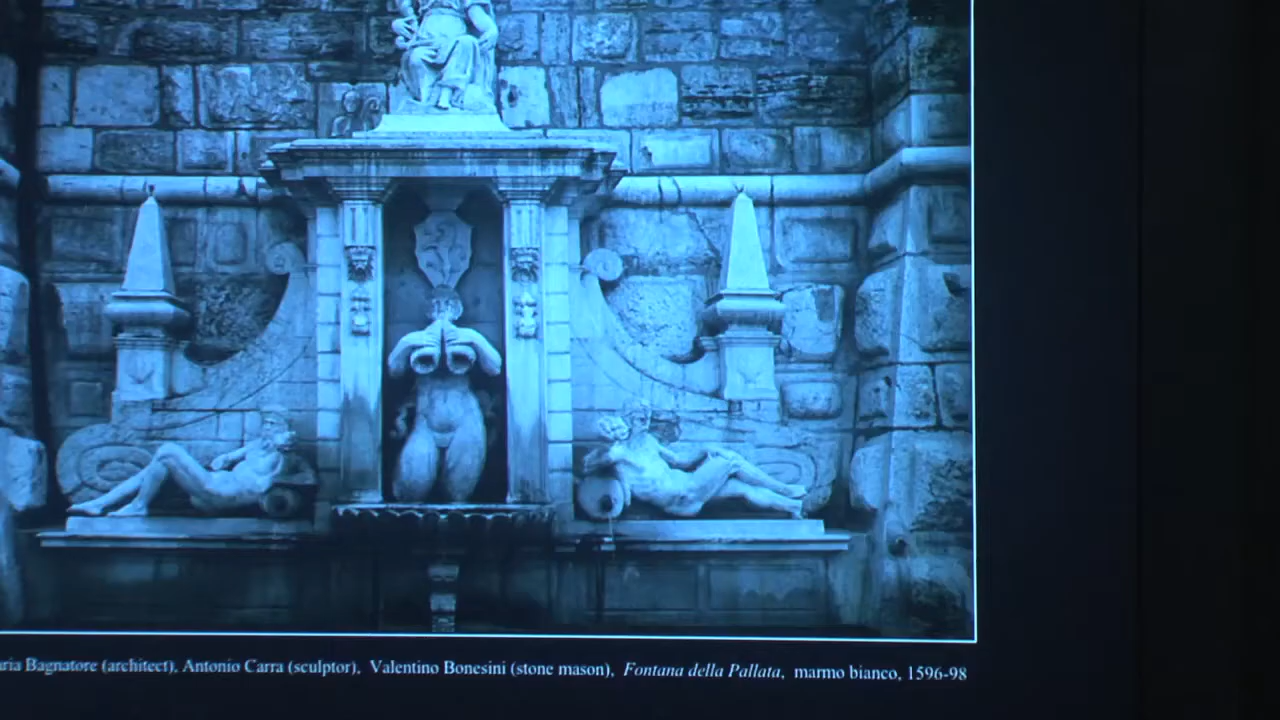 aria Bagnatore (architect), Antonio Carra (sculptor), Valentino Bonesini (stone mason), Fontana della Pallata, marmo bianco, 1596-98